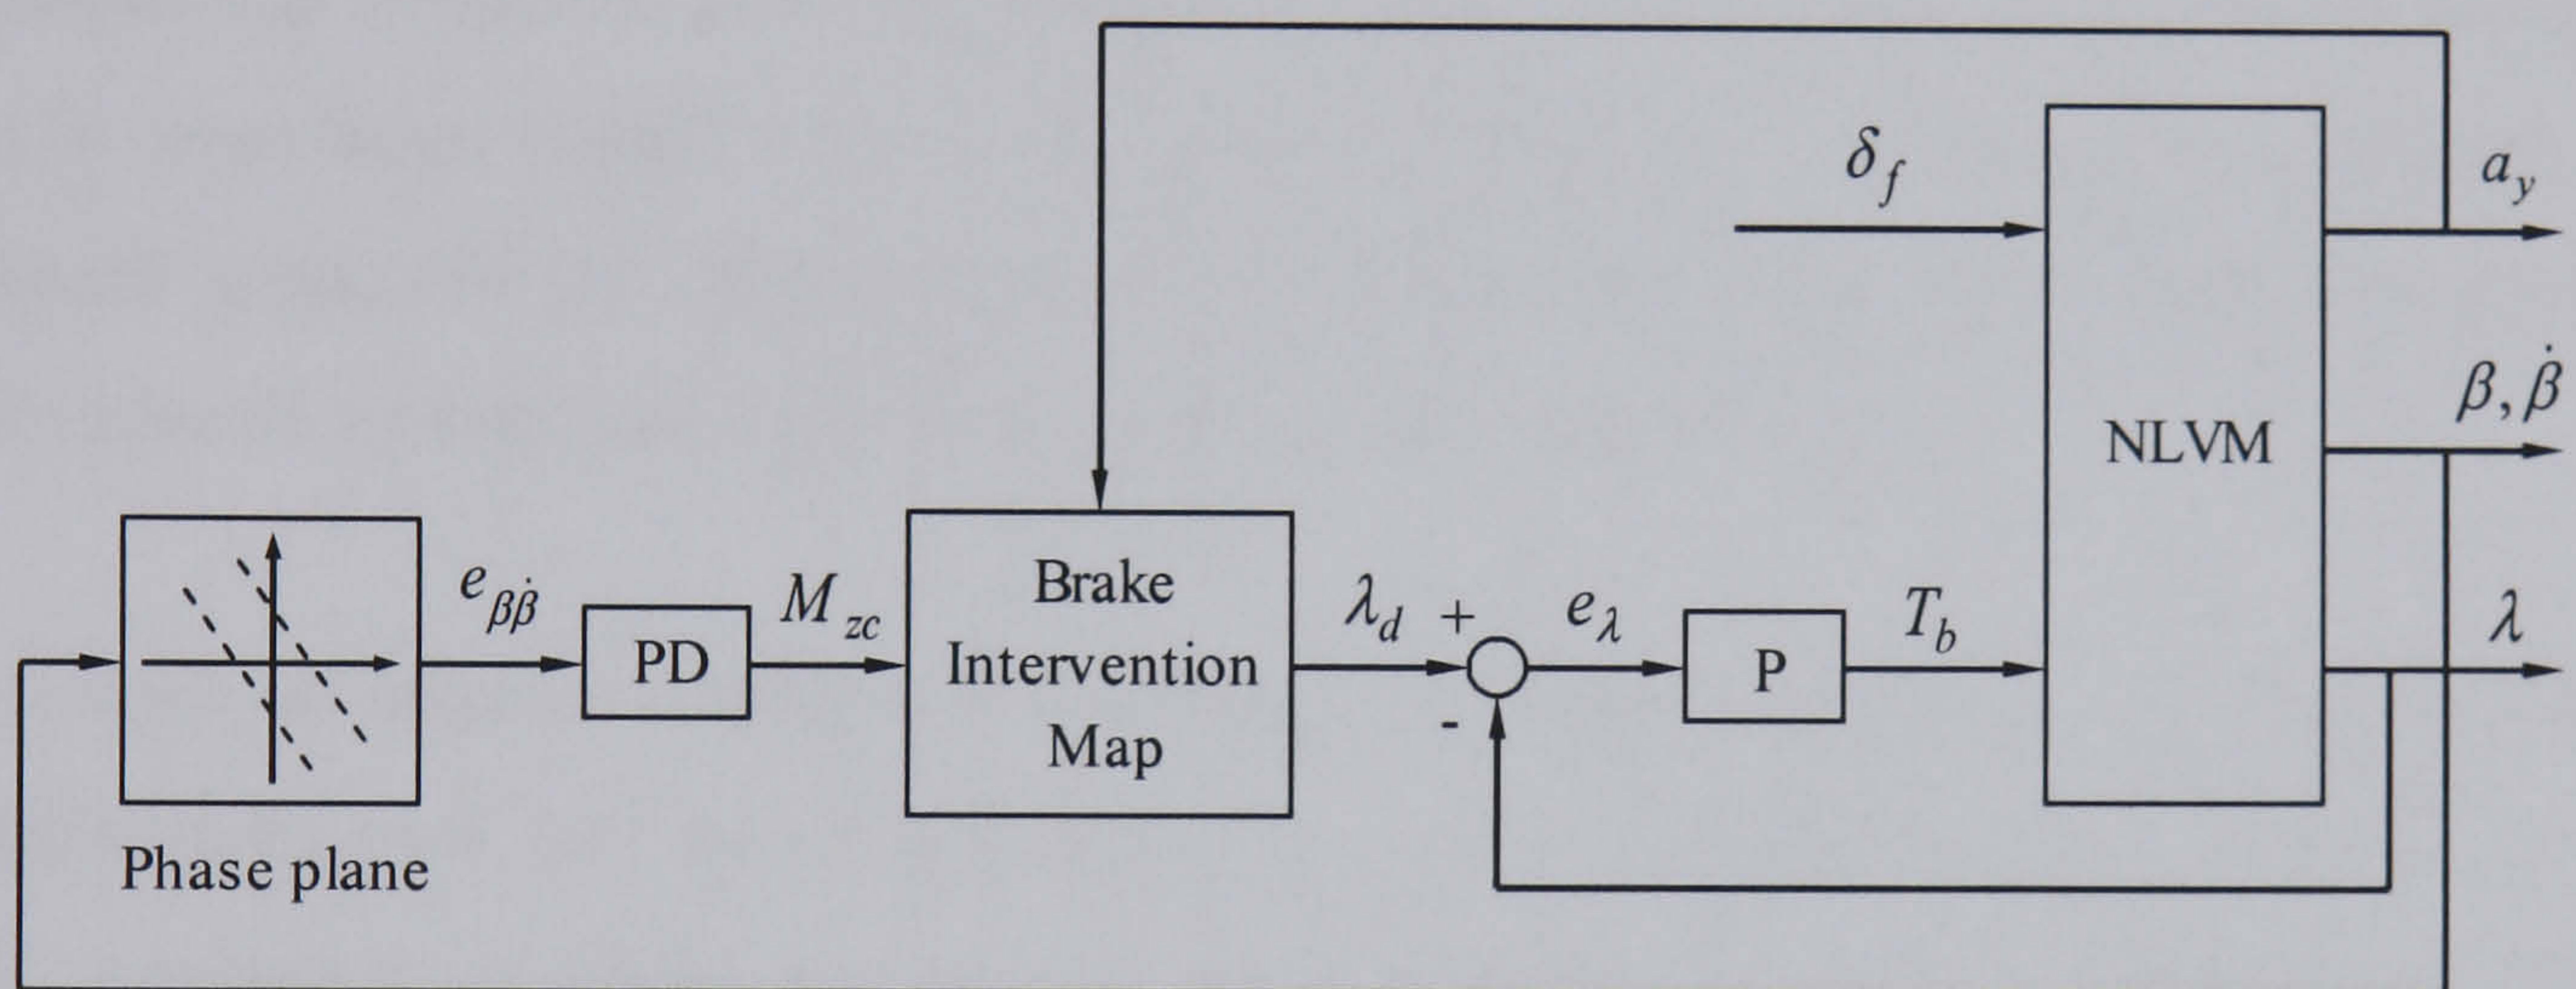 δ_f
a_y
NLVM
β, β̇
e_ββ̇
PD
M_zc
Brake
Intervention
Map
λ_d
+
-
e_λ
P
T_b
λ
Phase plane